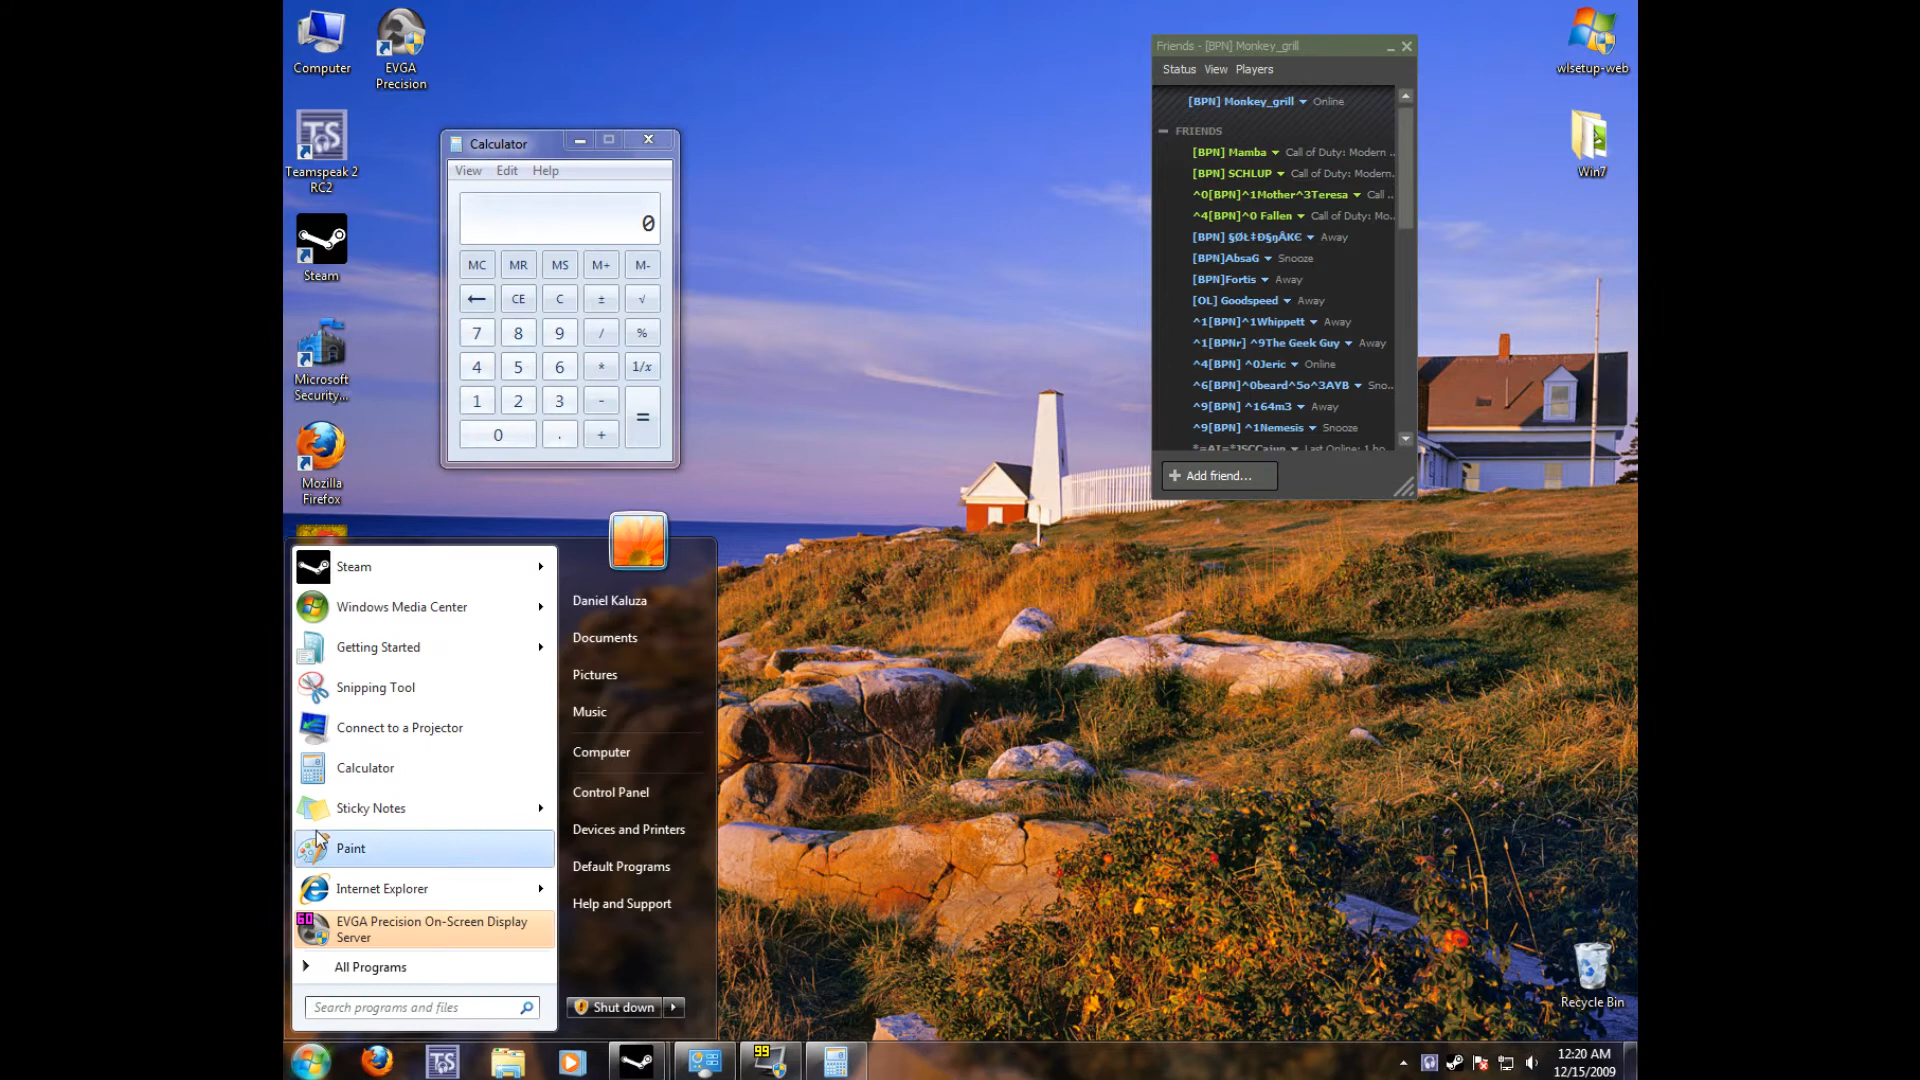 Computer
EVGA
Precision
Teamspeak 2
RC2
Steam
Microsoft
Security...
Mozilla
Firefox
Calculator
View Edit Help
0
MC MR MS M+ M-
← CE C ± √
7 8 9 / %
4 5 6 * 1/x
1 2 3 - =
0 . +
Friends - [BPN] Monkey_grill
Status View Players
[BPN] Monkey_grill Online
FRIENDS
[BPN] Mamba Call of Duty: Modern ...
[BPN] SCHLUP Call of Duty: Modern...
^0[BPN]^1Mother^3Teresa Call ...
^4[BPN]^0 Fallen Call of Duty: Mo...
[BPN] Away
[BPN]AbsaG Snooze
[BPN]Fortis Away
[OL] Goodspeed Away
^1[BPN]^1Whippett Away
^1[BPNr] ^9The Geek Guy Away
^4[BPN] ^0Jeric Online
^6[BPN]^0beard^5o^3AYB Sno...
^9[BPN] ^164m3 Away
^9[BPN] ^1Nemesis Snooze
Last Online: 1 ho...
+ Add friend...
wlsetup-web
Win7
Recycle Bin
Steam
Windows Media Center
Getting Started
Snipping Tool
Connect to a Projector
Calculator
Sticky Notes
Paint
Internet Explorer
60
EVGA Precision On-Screen Display
Server
All Programs
Search programs and files
Daniel Kaluza
Documents
Pictures
Music
Computer
Control Panel
Devices and Printers
Default Programs
Help and Support
Shut down
TS
99
12:20 AM
12/15/2009